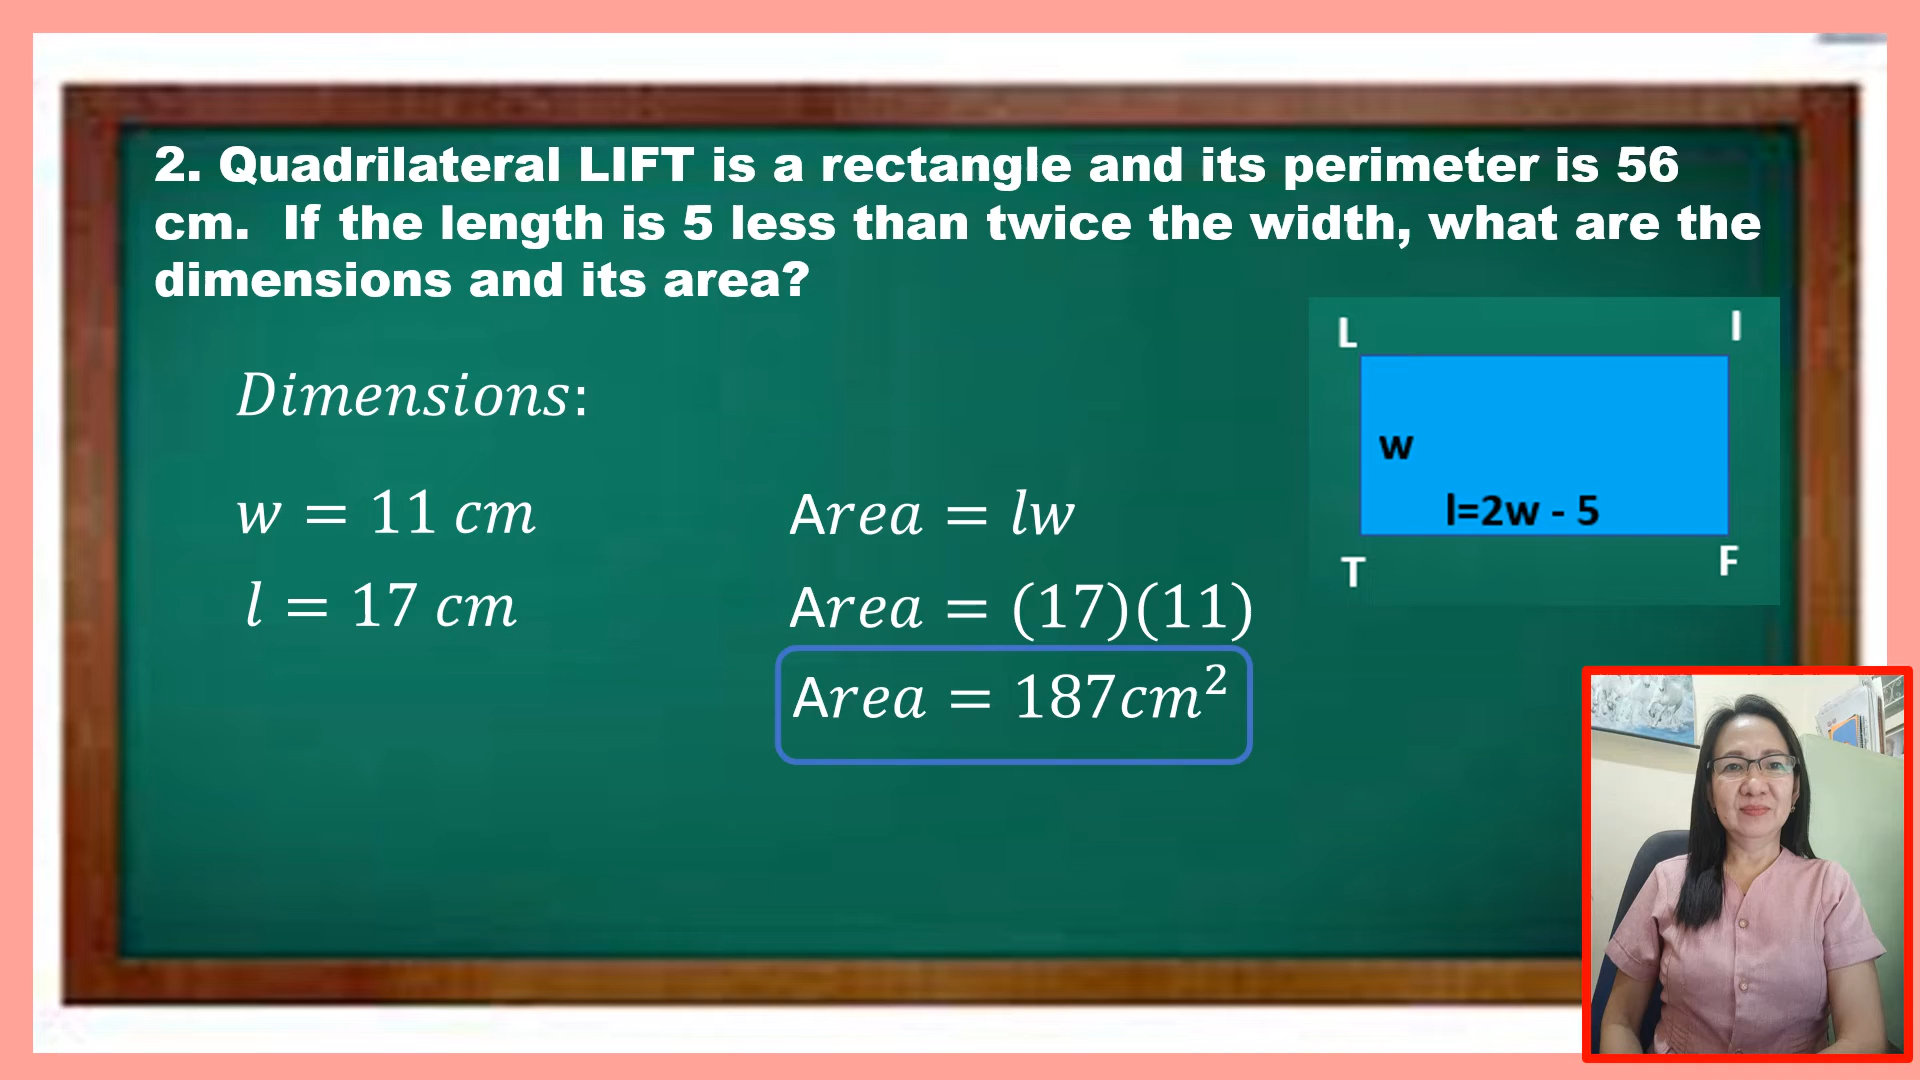 2. Quadrilateral LIFT is a rectangle and its perimeter is 56
cm.  If the length is 5 less than twice the width, what are the
dimensions and its area?
L I
Dimensions:
w
w = 11 cm
Area = lw
l=2w - 5
T F
l = 17 cm
Area = (17)(11)
Area = 187cm²